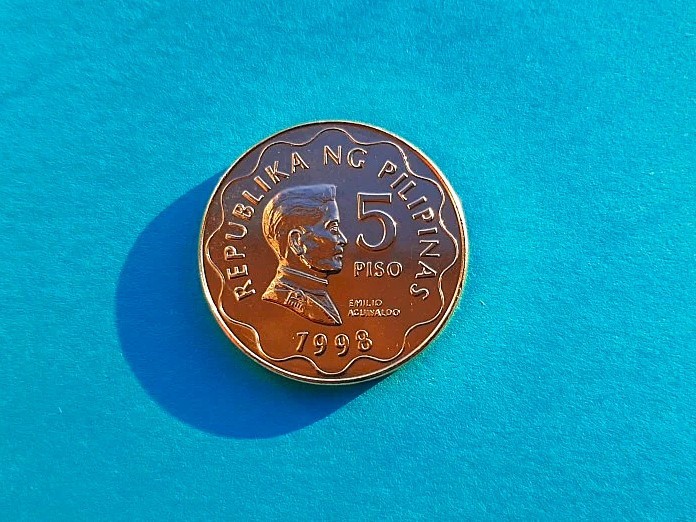 REPUBLIKA NG PILIPINAS
5
PISO
EMILIO
AGUINALDO
1998